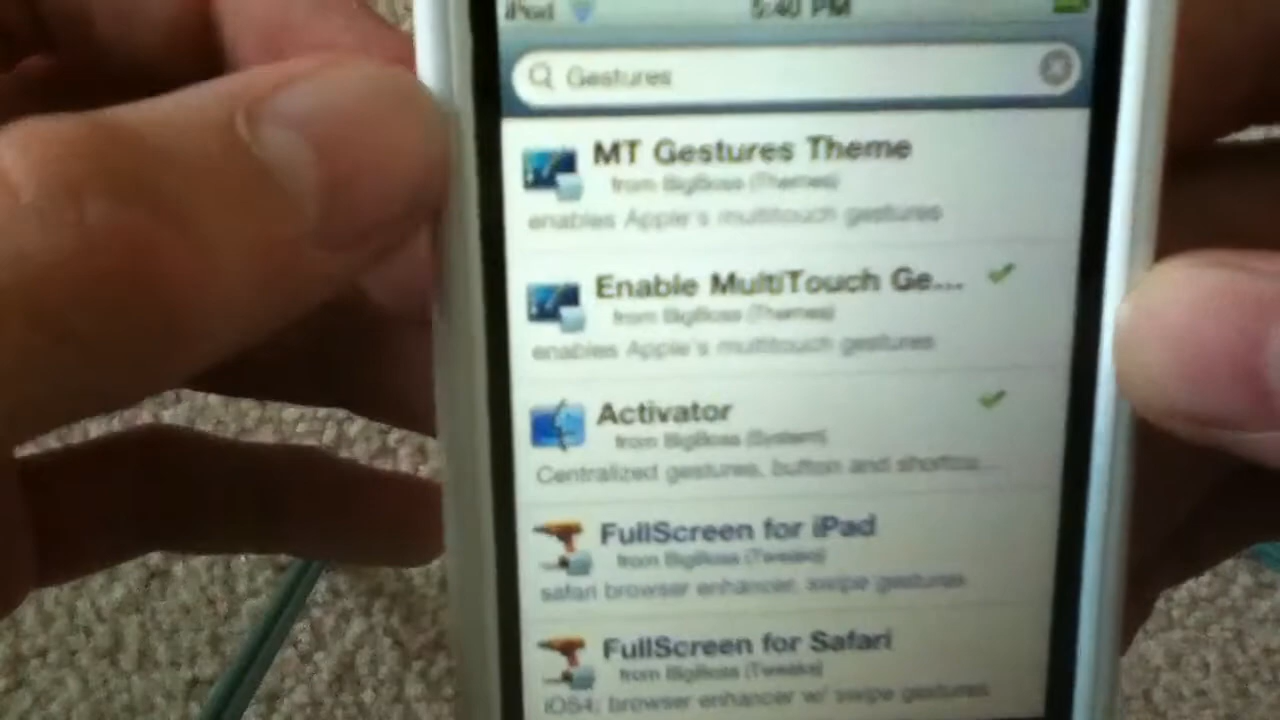 iPod 5:40 PM
Gestures
MT Gestures Theme
from BigBoss (Themes)
enables Apple's multitouch gestures
Enable MultiTouch Ge...
from BigBoss (Themes)
enables Apple's multitouch gestures
Activator
from BigBoss (System)
Centralized gestures, button and shortcu...
FullScreen for iPad
from BigBoss (Tweaks)
safari browser enhancer, swipe gestures
FullScreen for Safari
from BigBoss (Tweaks)
iOS4; browser enhancer w/ swipe gestures